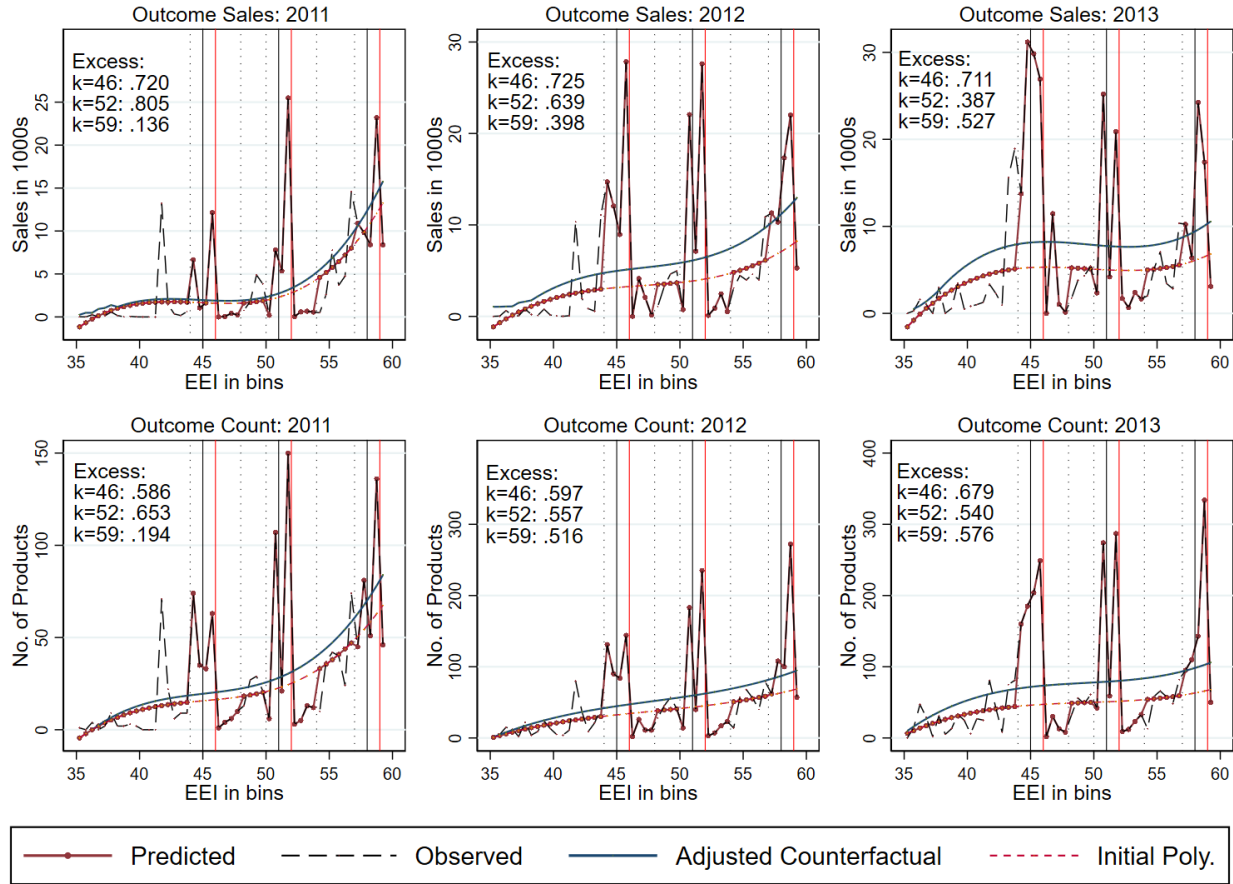 Outcome Sales: 2011
Excess:
k=46: .720
k=52: .805
k=59: .136
Sales in 1000s
0
5
10
15
20
25
35
40
45
50
55
60
EEI in bins
Outcome Sales: 2012
Excess:
k=46: .725
k=52: .639
k=59: .398
Sales in 1000s
0
10
20
30
35
40
45
50
55
60
EEI in bins
Outcome Sales: 2013
Excess:
k=46: .711
k=52: .387
k=59: .527
Sales in 1000s
0
10
20
30
35
40
45
50
55
60
EEI in bins
Outcome Count: 2011
Excess:
k=46: .586
k=52: .653
k=59: .194
No. of Products
0
50
100
150
35
40
45
50
55
60
EEI in bins
Outcome Count: 2012
Excess:
k=46: .597
k=52: .557
k=59: .516
No. of Products
0
100
200
300
35
40
45
50
55
60
EEI in bins
Outcome Count: 2013
Excess:
k=46: .679
k=52: .540
k=59: .576
No. of Products
0
100
200
300
400
35
40
45
50
55
60
EEI in bins
Predicted
Observed
Adjusted Counterfactual
Initial Poly.